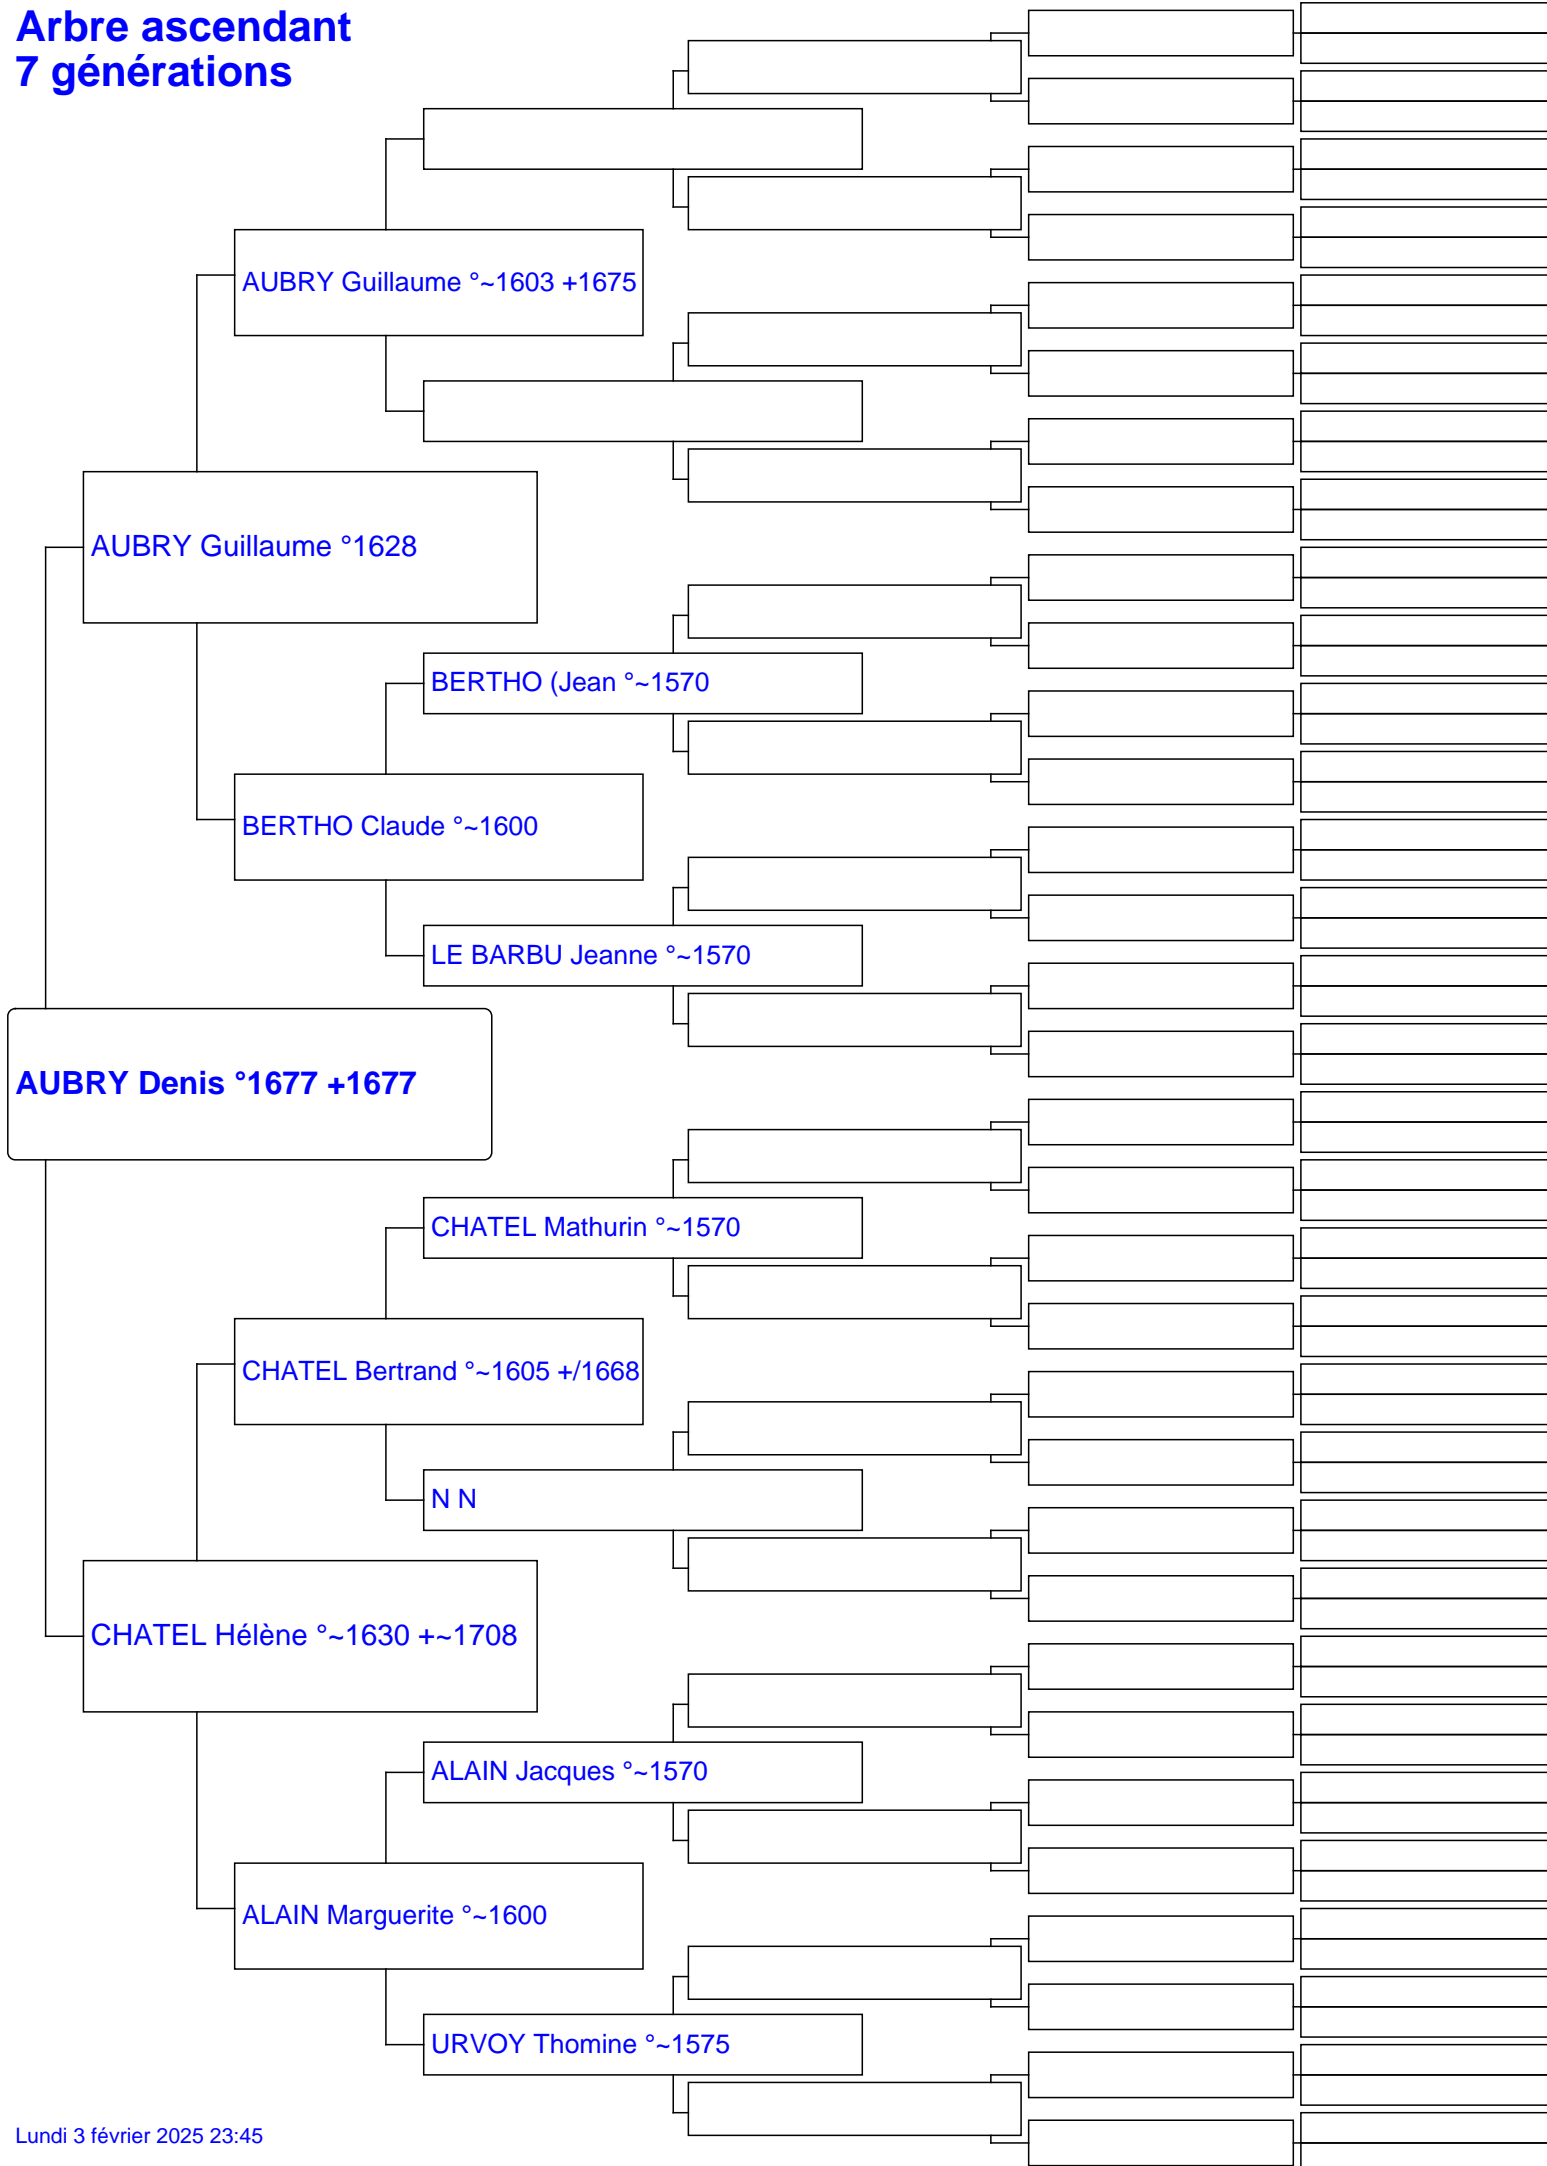 Arbre ascendant
7 générations
AUBRY Guillaume °~1603 +1675
AUBRY Guillaume °1628
BERTHO (Jean °~1570
BERTHO Claude °~1600
LE BARBU Jeanne °~1570
AUBRY Denis °1677 +1677
CHATEL Mathurin °~1570
CHATEL Bertrand °~1605 +/1668
N N
CHATEL Hélène °~1630 +~1708
ALAIN Jacques °~1570
ALAIN Marguerite °~1600
URVOY Thomine °~1575
Lundi 3 février 2025 23:45